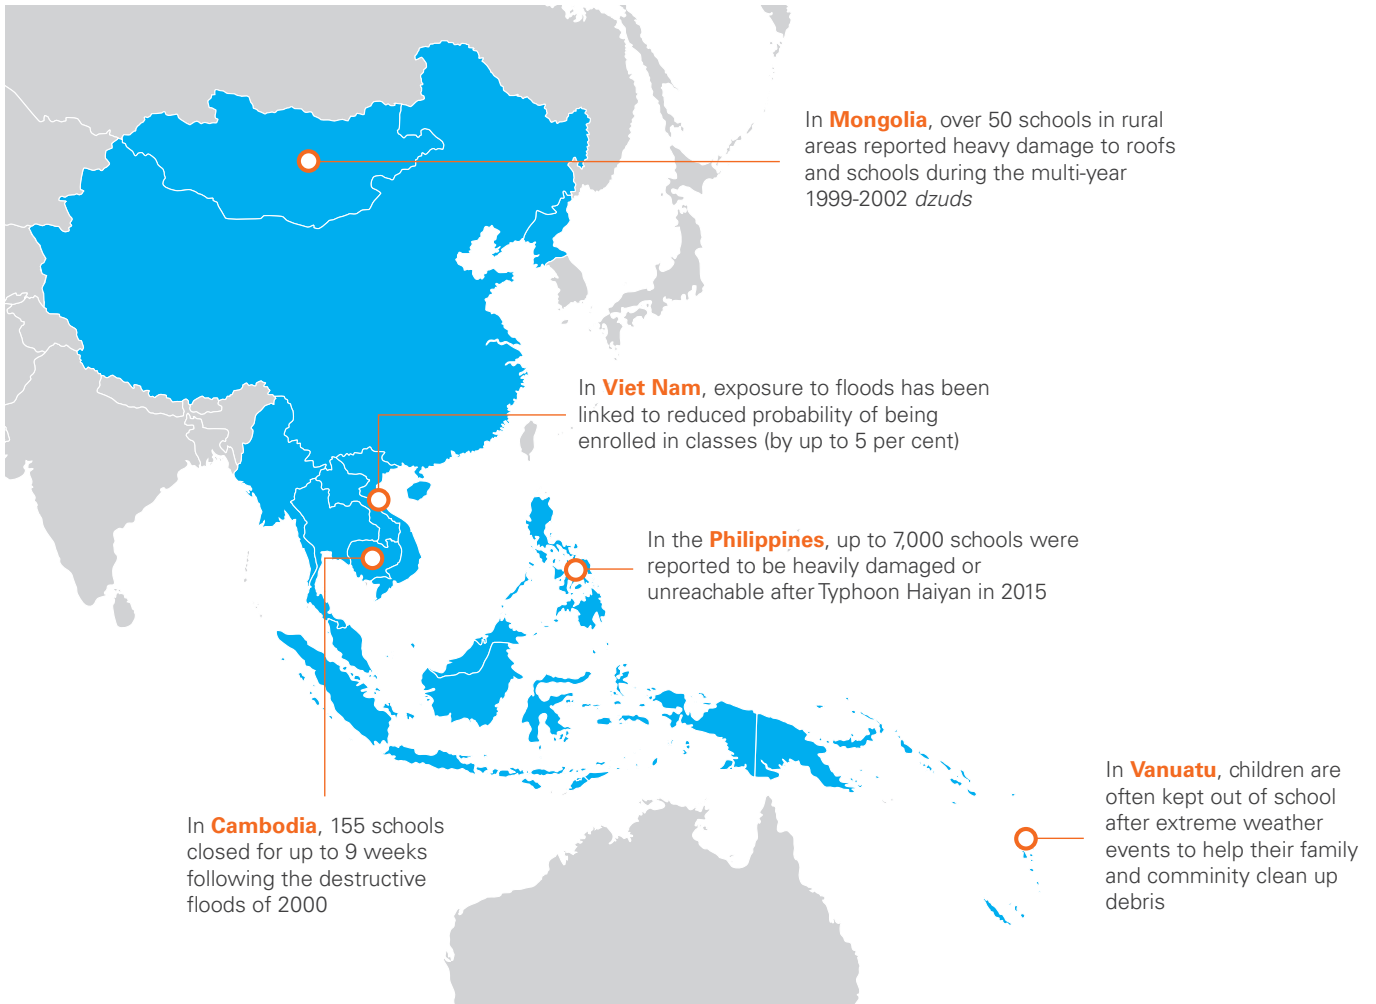 In Mongolia, over 50 schools in rural
areas reported heavy damage to roofs
and schools during the multi-year
1999-2002 dzuds
In Viet Nam, exposure to floods has been
linked to reduced probability of being
enrolled in classes (by up to 5 per cent)
In the Philippines, up to 7,000 schools were
reported to be heavily damaged or
unreachable after Typhoon Haiyan in 2015
In Vanuatu, children are
often kept out of school
after extreme weather
events to help their family
and comminity clean up
debris
In Cambodia, 155 schools
closed for up to 9 weeks
following the destructive
floods of 2000